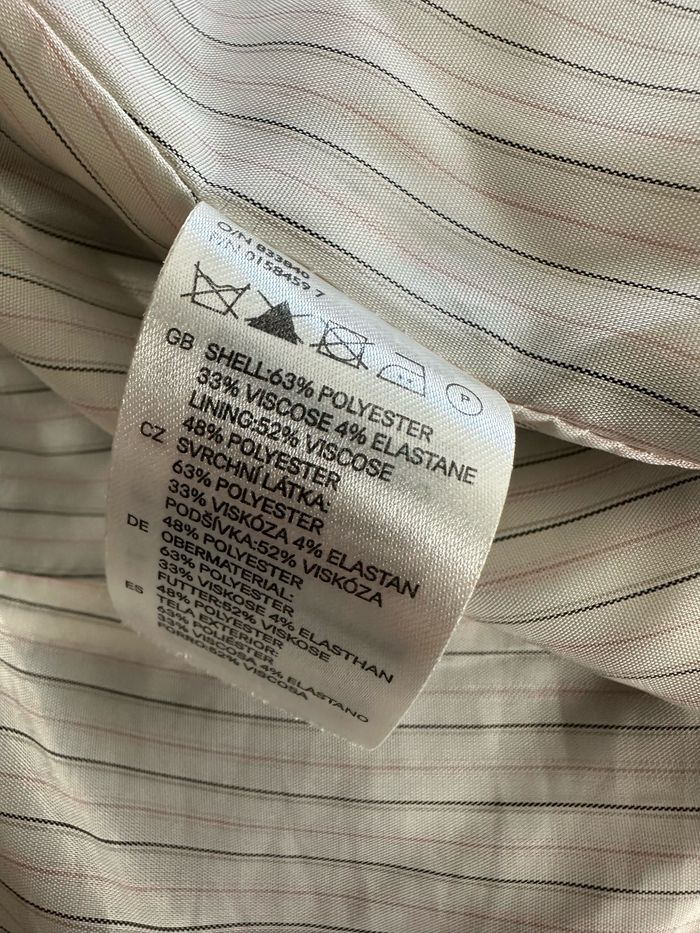 O/N 833840
P/N 0158459 7
P
GB SHELL:63% POLYESTER
33% VISCOSE 4% ELASTANE
LINING:52% VISCOSE
48% POLYESTER
CZ SVRCHNÍ LÁTKA:
63% POLYESTER
33% VISKÓZA 4% ELASTAN
PODŠÍVKA:52% VISKÓZA
48% POLYESTER
DE OBERMATERIAL:
63% POLYESTER
33% VISKOSE 4% ELASTHAN
FUTTER:52% VISKOSE
48% POLYESTER
ES TELA EXTERIOR:
63% POLIÉSTER
33% VISCOSA 4% ELASTANO
FORRO:52% VISCOSA